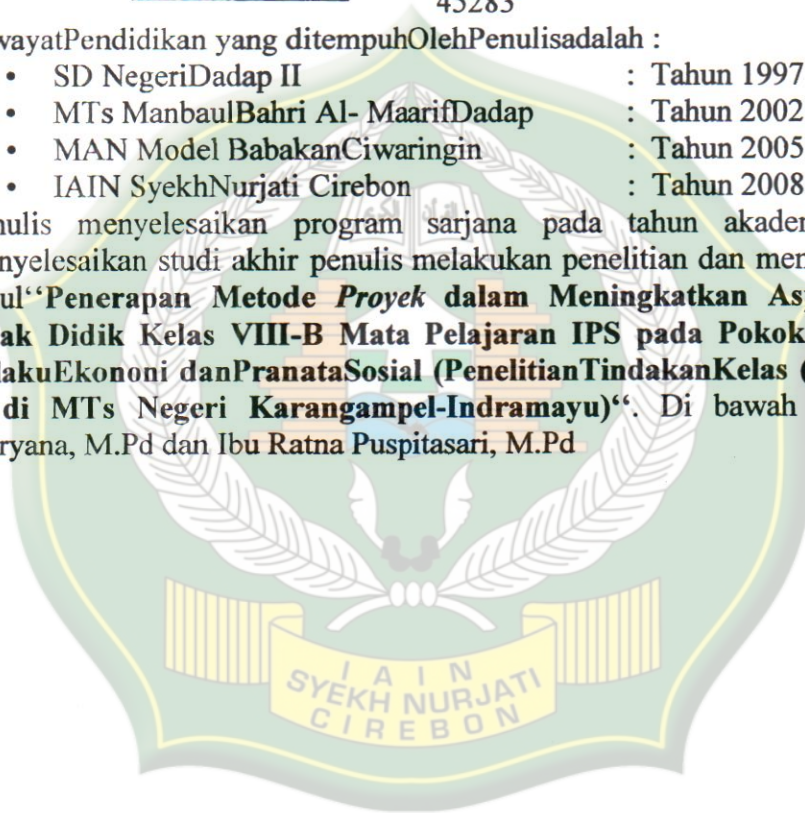 45283
wayatPendidikan yang ditempuhOlehPenulisadalah :
• SD NegeriDadap II : Tahun 1997
• MTs ManbaulBahri Al- MaarifDadap : Tahun 2002
• MAN Model BabakanCiwaringin : Tahun 2005
• IAIN SyekhNurjati Cirebon : Tahun 2008
nulis menyelesaikan program sarjana pada tahun akader
nyelesaikan studi akhir penulis melakukan penelitian dan mer
ul“Penerapan Metode Proyek dalam Meningkatkan As
ak Didik Kelas VIII-B Mata Pelajaran IPS pada Pokok
lakuEkononi danPranataSosial (PenelitianTindakanKelas (
di MTs Negeri Karangampel-Indramayu)“. Di bawah
ryana, M.Pd dan Ibu Ratna Puspitasari, M.Pd
IAIN
SYEKH NURJATI
CIREBON